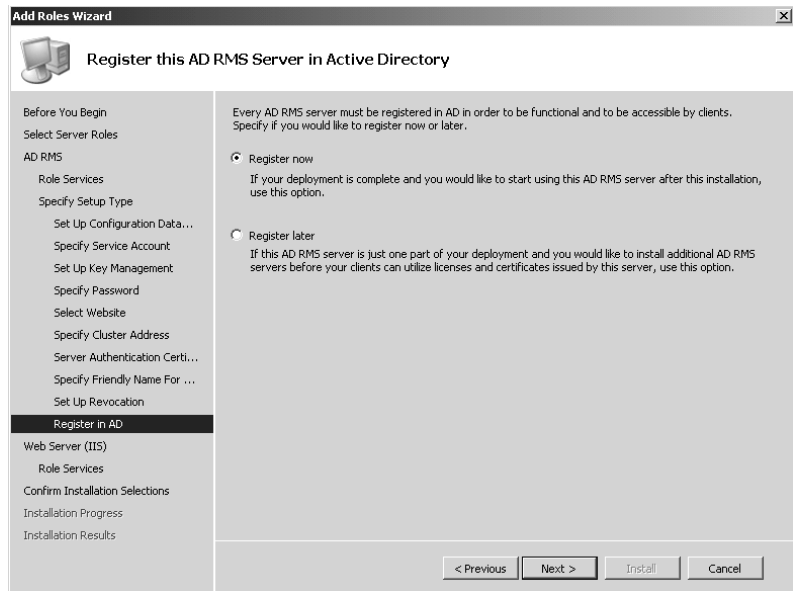 Add Roles Wizard
Register this AD RMS Server in Active Directory
Before You Begin
Select Server Roles
AD RMS
Role Services
Specify Setup Type
Set Up Configuration Data...
Specify Service Account
Set Up Key Management
Specify Password
Select Website
Specify Cluster Address
Server Authentication Certi...
Specify Friendly Name For ...
Set Up Revocation
Register in AD
Web Server (IIS)
Role Services
Confirm Installation Selections
Installation Progress
Installation Results
Every AD RMS server must be registered in AD in order to be functional and to be accessible by clients.
Specify if you would like to register now or later.
Register now
If your deployment is complete and you would like to start using this AD RMS server after this installation,
use this option.
Register later
If this AD RMS server is just one part of your deployment and you would like to install additional AD RMS
servers before your clients can utilize licenses and certificates issued by this server, use this option.
< Previous
Next >
Install
Cancel